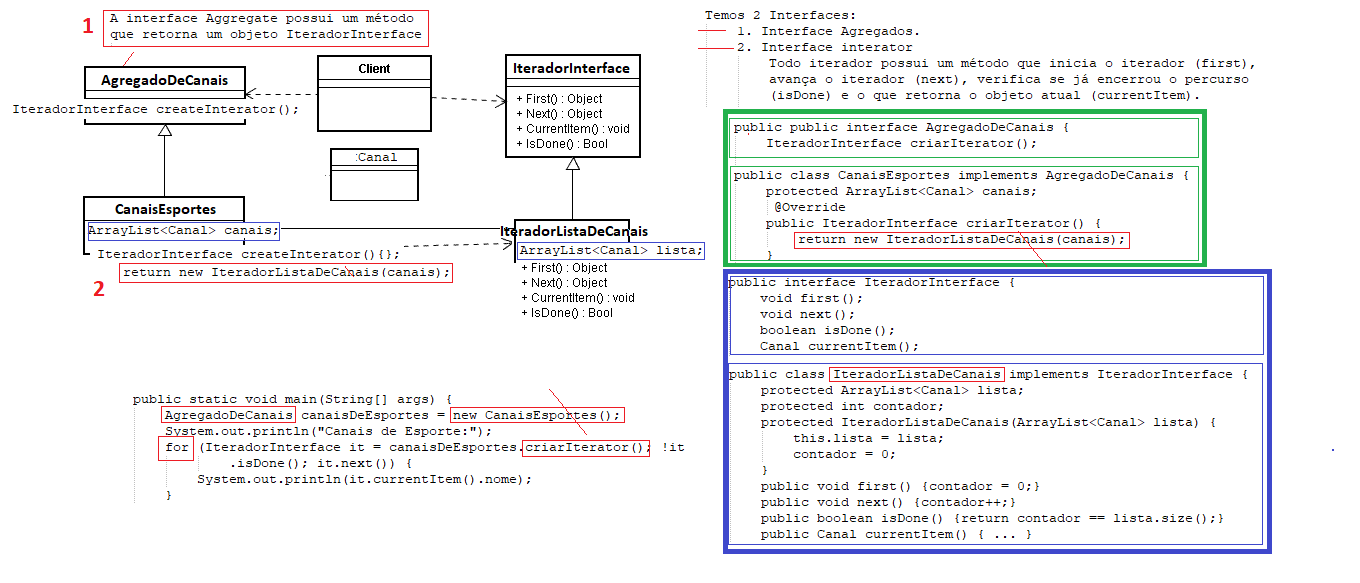 1
A interface Aggregate possui um método
que retorna um objeto IteradorInterface
AgregadoDeCanais
IteradorInterface createInterator();
Client
IteradorInterface
+ First() : Object
+ Next() : Object
+ CurrentItem() : void
+ IsDone() : Bool
:Canal
CanaisEsportes
ArrayList<Canal> canais;
IteradorInterface createInterator(){};
return new IteradorListaDeCanais(canais);
2
IteradorListaDeCanais
ArrayList<Canal> lista;
+ First() : Object
+ Next() : Object
+ CurrentItem() : void
+ IsDone() : Bool
public static void main(String[] args) {
AgregadoDeCanais canaisDeEsportes = new CanaisEsportes();
System.out.println("Canais de Esporte:");
for (IteradorInterface it = canaisDeEsportes.criarIterator(); !it
.isDone(); it.next()) {
System.out.println(it.currentItem().nome);
}
Temos 2 Interfaces:
1. Interface Agregados.
2. Interface interator
Todo iterador possui um método que inicia o iterador (first),
avança o iterador (next), verifica se já encerrou o percurso
(isDone) e o que retorna o objeto atual (currentItem).
public public interface AgregadoDeCanais {
IteradorInterface criarIterator();
public class CanaisEsportes implements AgregadoDeCanais {
protected ArrayList<Canal> canais;
@Override
public IteradorInterface criarIterator() {
return new IteradorListaDeCanais(canais);
}
public interface IteradorInterface {
void first();
void next();
boolean isDone();
Canal currentItem();
public class IteradorListaDeCanais implements IteradorInterface {
protected ArrayList<Canal> lista;
protected int contador;
protected IteradorListaDeCanais(ArrayList<Canal> lista) {
this.lista = lista;
contador = 0;
}
public void first() {contador = 0;}
public void next() {contador++;}
public boolean isDone() {return contador == lista.size();}
public Canal currentItem() { ... }